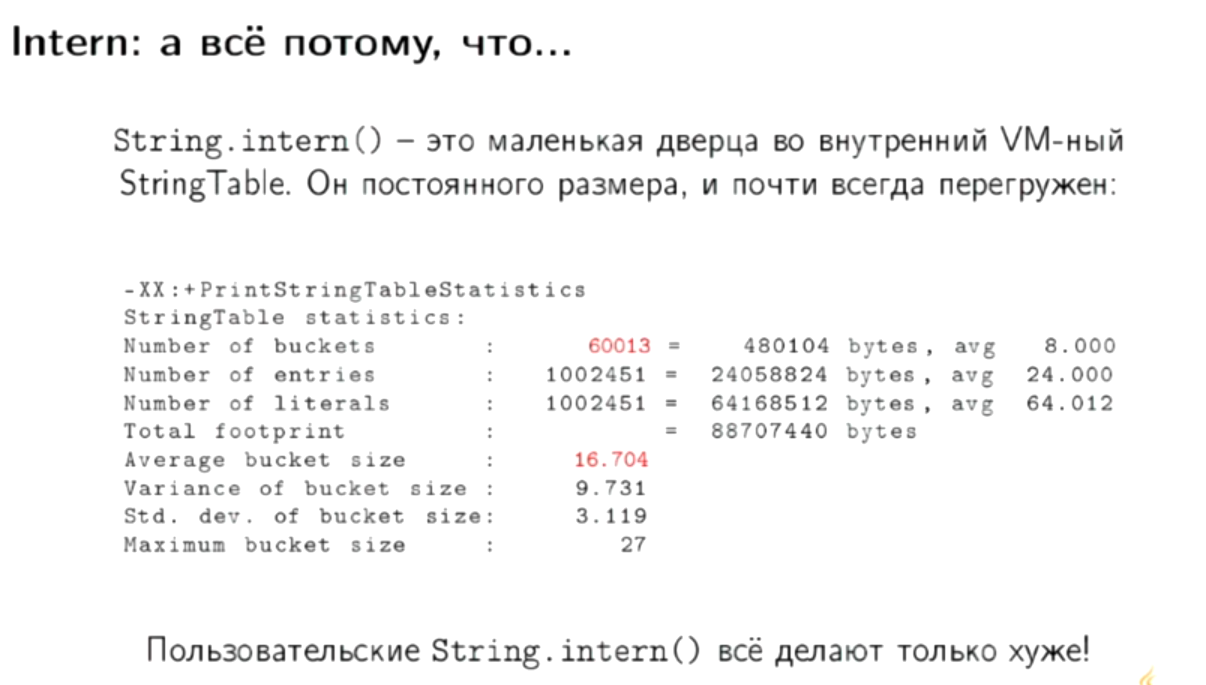 Intern: а всё потому, что...
String.intern() – это маленькая дверца во внутренний VM-ный
StringTable. Он постоянного размера, и почти всегда перегружен:
-XX:+PrintStringTableStatistics
StringTable statistics:
Number of buckets : 60013 = 480104 bytes, avg 8.000
Number of entries : 1002451 = 24058824 bytes, avg 24.000
Number of literals : 1002451 = 64168512 bytes, avg 64.012
Total footprint : = 88707440 bytes
Average bucket size : 16.704
Variance of bucket size : 9.731
Std. dev. of bucket size: 3.119
Maximum bucket size : 27
Пользовательские String.intern() всё делают только хуже!